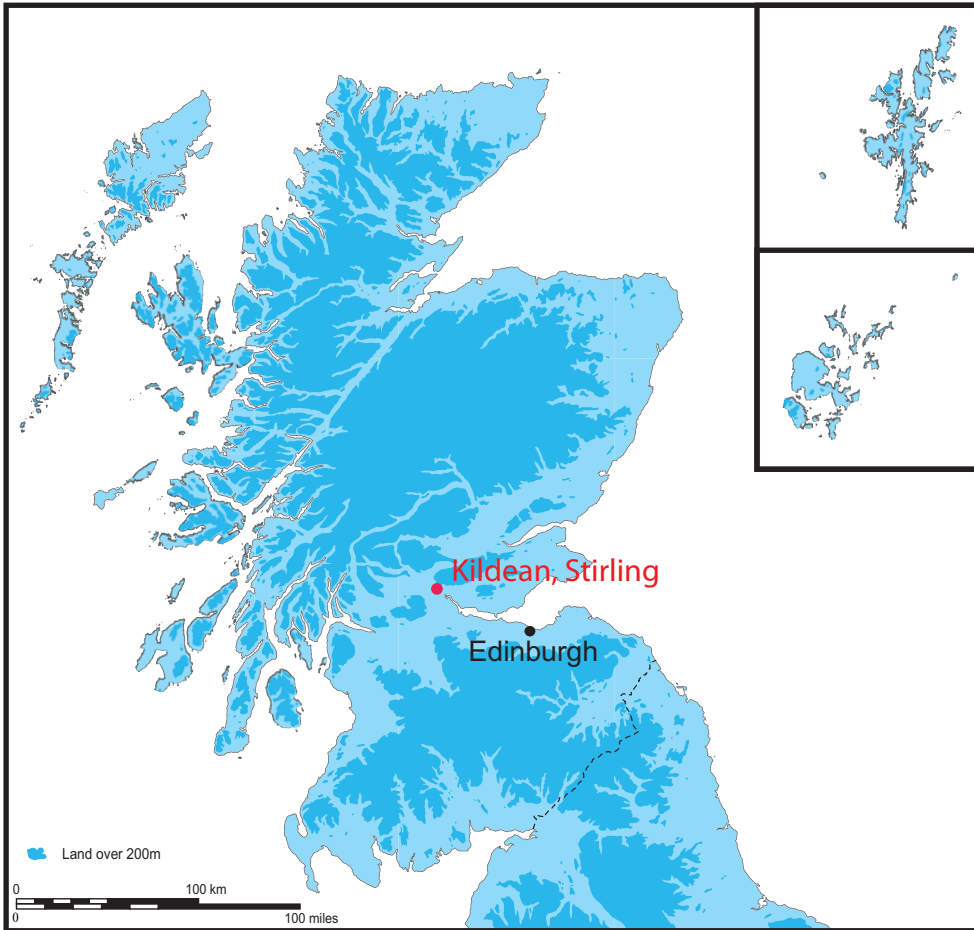 Kildean, Stirling
Edinburgh
Land over 200m
0 100 km
0 100 miles